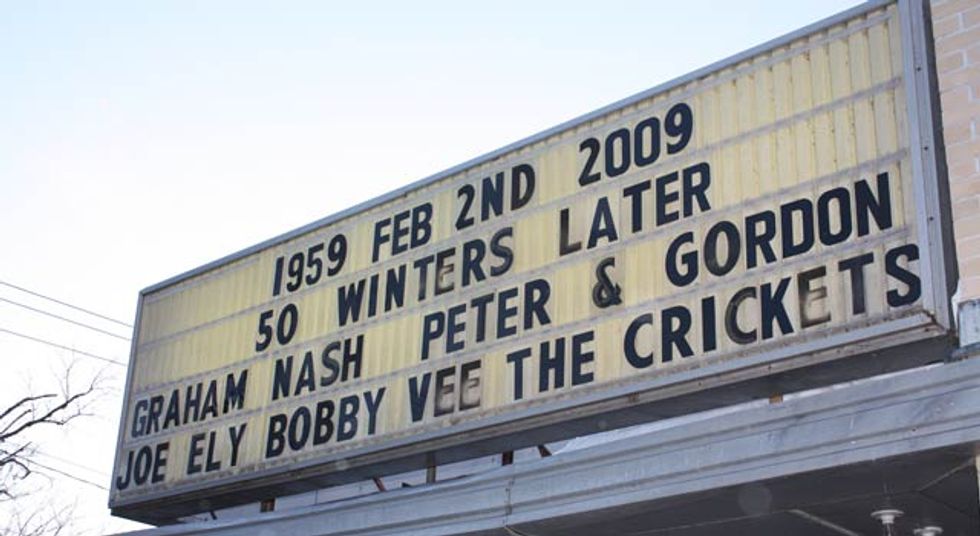 1959 FEB 2ND 2009
50 WINTERS LATER
GRAHAM NASH PETER & GORDON
JOE ELY BOBBY VEE THE CRICKETS